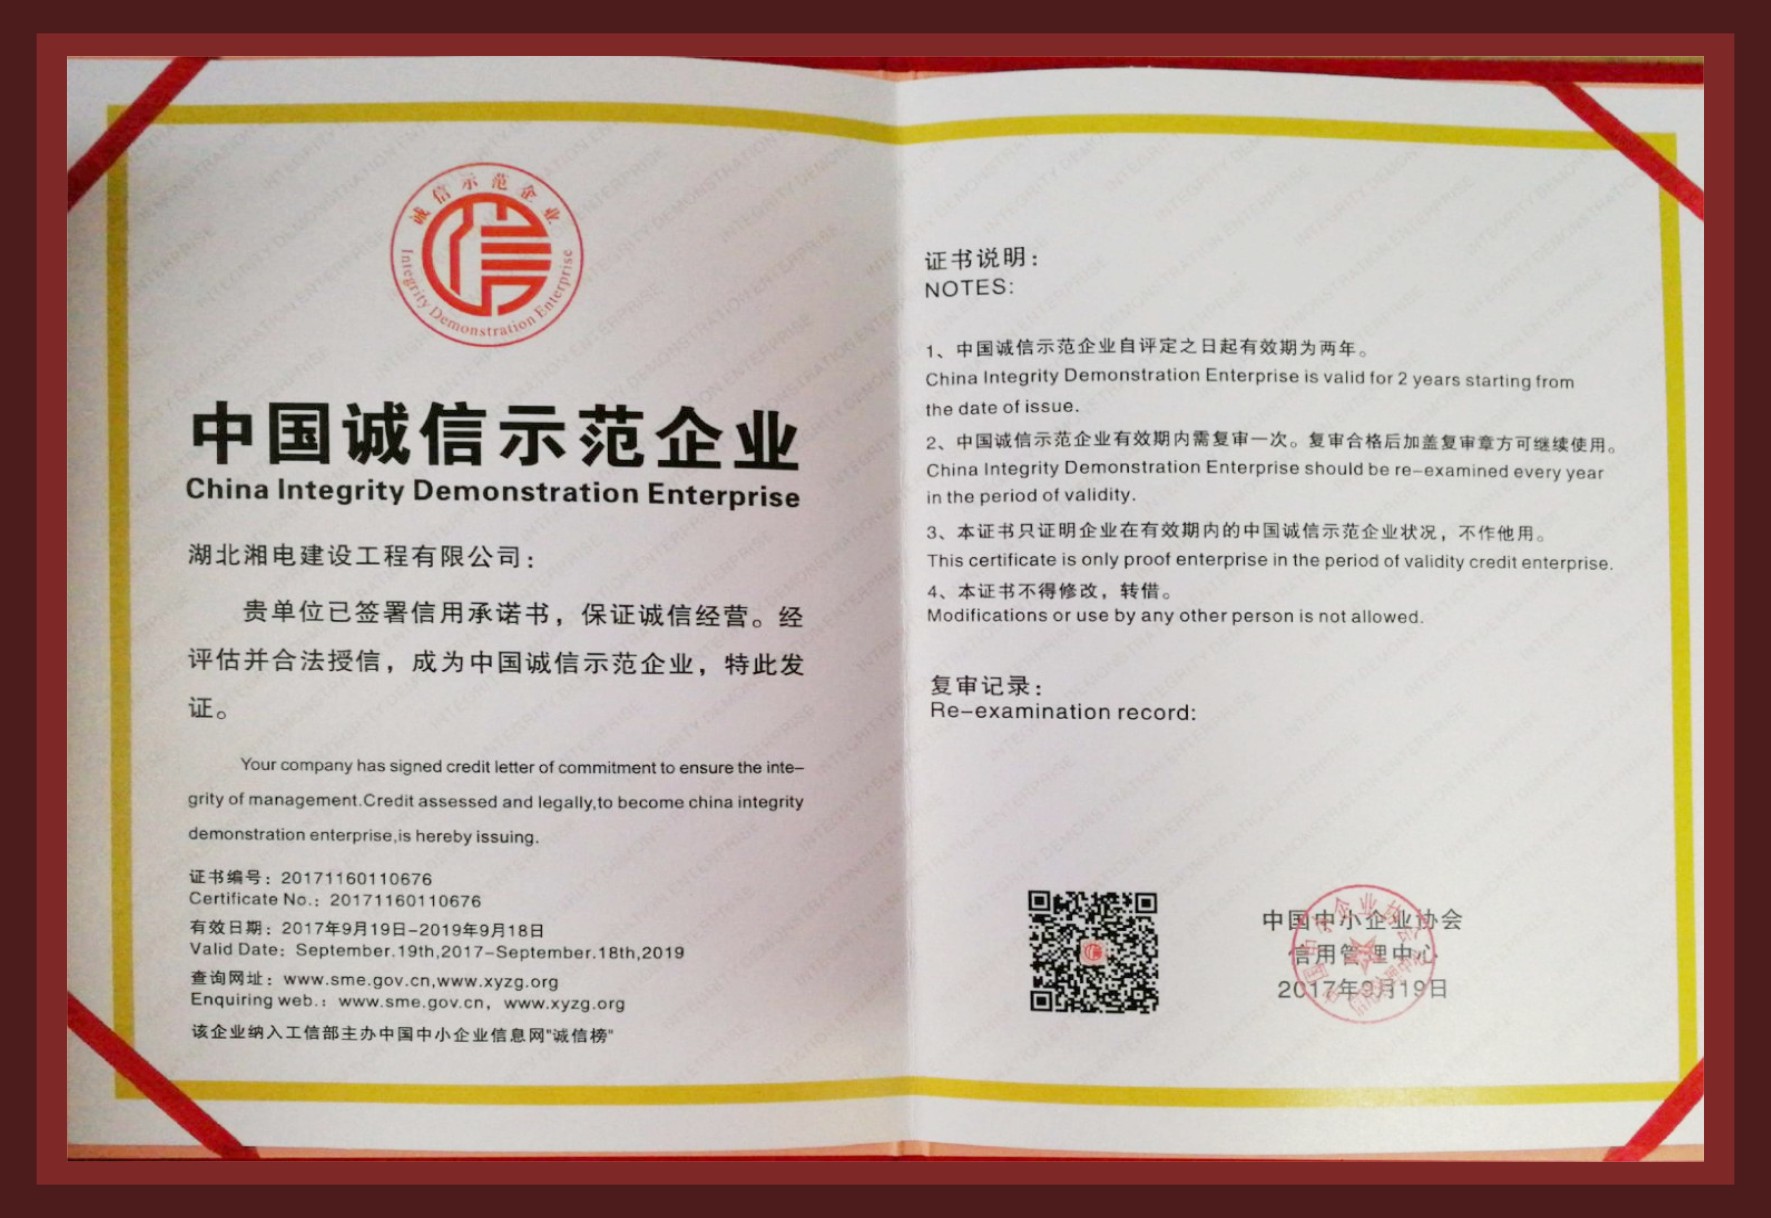 诚信示范企业
Integrity Demonstration Enterprise
中国诚信示范企业
China Integrity Demonstration Enterprise
湖北湘电建设工程有限公司：
贵单位已签署信用承诺书，保证诚信经营。经
评估并合法授信，成为中国诚信示范企业，特此发
证。
Your company has signed credit letter of commitment to ensure the inte-
grity of management.Credit assessed and legally,to become china integrity
demonstration enterprise,is hereby issuing.
证书编号：20171160110676
Certificate No.：20171160110676
有效日期：2017年9月19日-2019年9月18日
Valid Date：September.19th,2017-September.18th,2019
查询网址：www.sme.gov.cn,www.xyzg.org
Enquiring web.：www.sme.gov.cn，www.xyzg.org
该企业纳入工信部主办中国中小企业信息网"诚信榜"
证书说明：
NOTES:
1、中国诚信示范企业自评定之日起有效期为两年。
China Integrity Demonstration Enterprise is valid for 2 years starting from
the date of issue.
2、中国诚信示范企业有效期内需复审一次。复审合格后加盖复审章方可继续使用。
China Integrity Demonstration Enterprise should be re-examined every year
in the period of validity.
3、本证书只证明企业在有效期内的中国诚信示范企业状况，不作他用。
This certificate is only proof enterprise in the period of validity credit enterprise.
4、本证书不得修改，转借。
Modifications or use by any other person is not allowed.
复审记录：
Re-examination record:
中国中小企业协会
信用管理中心
2017年9月19日